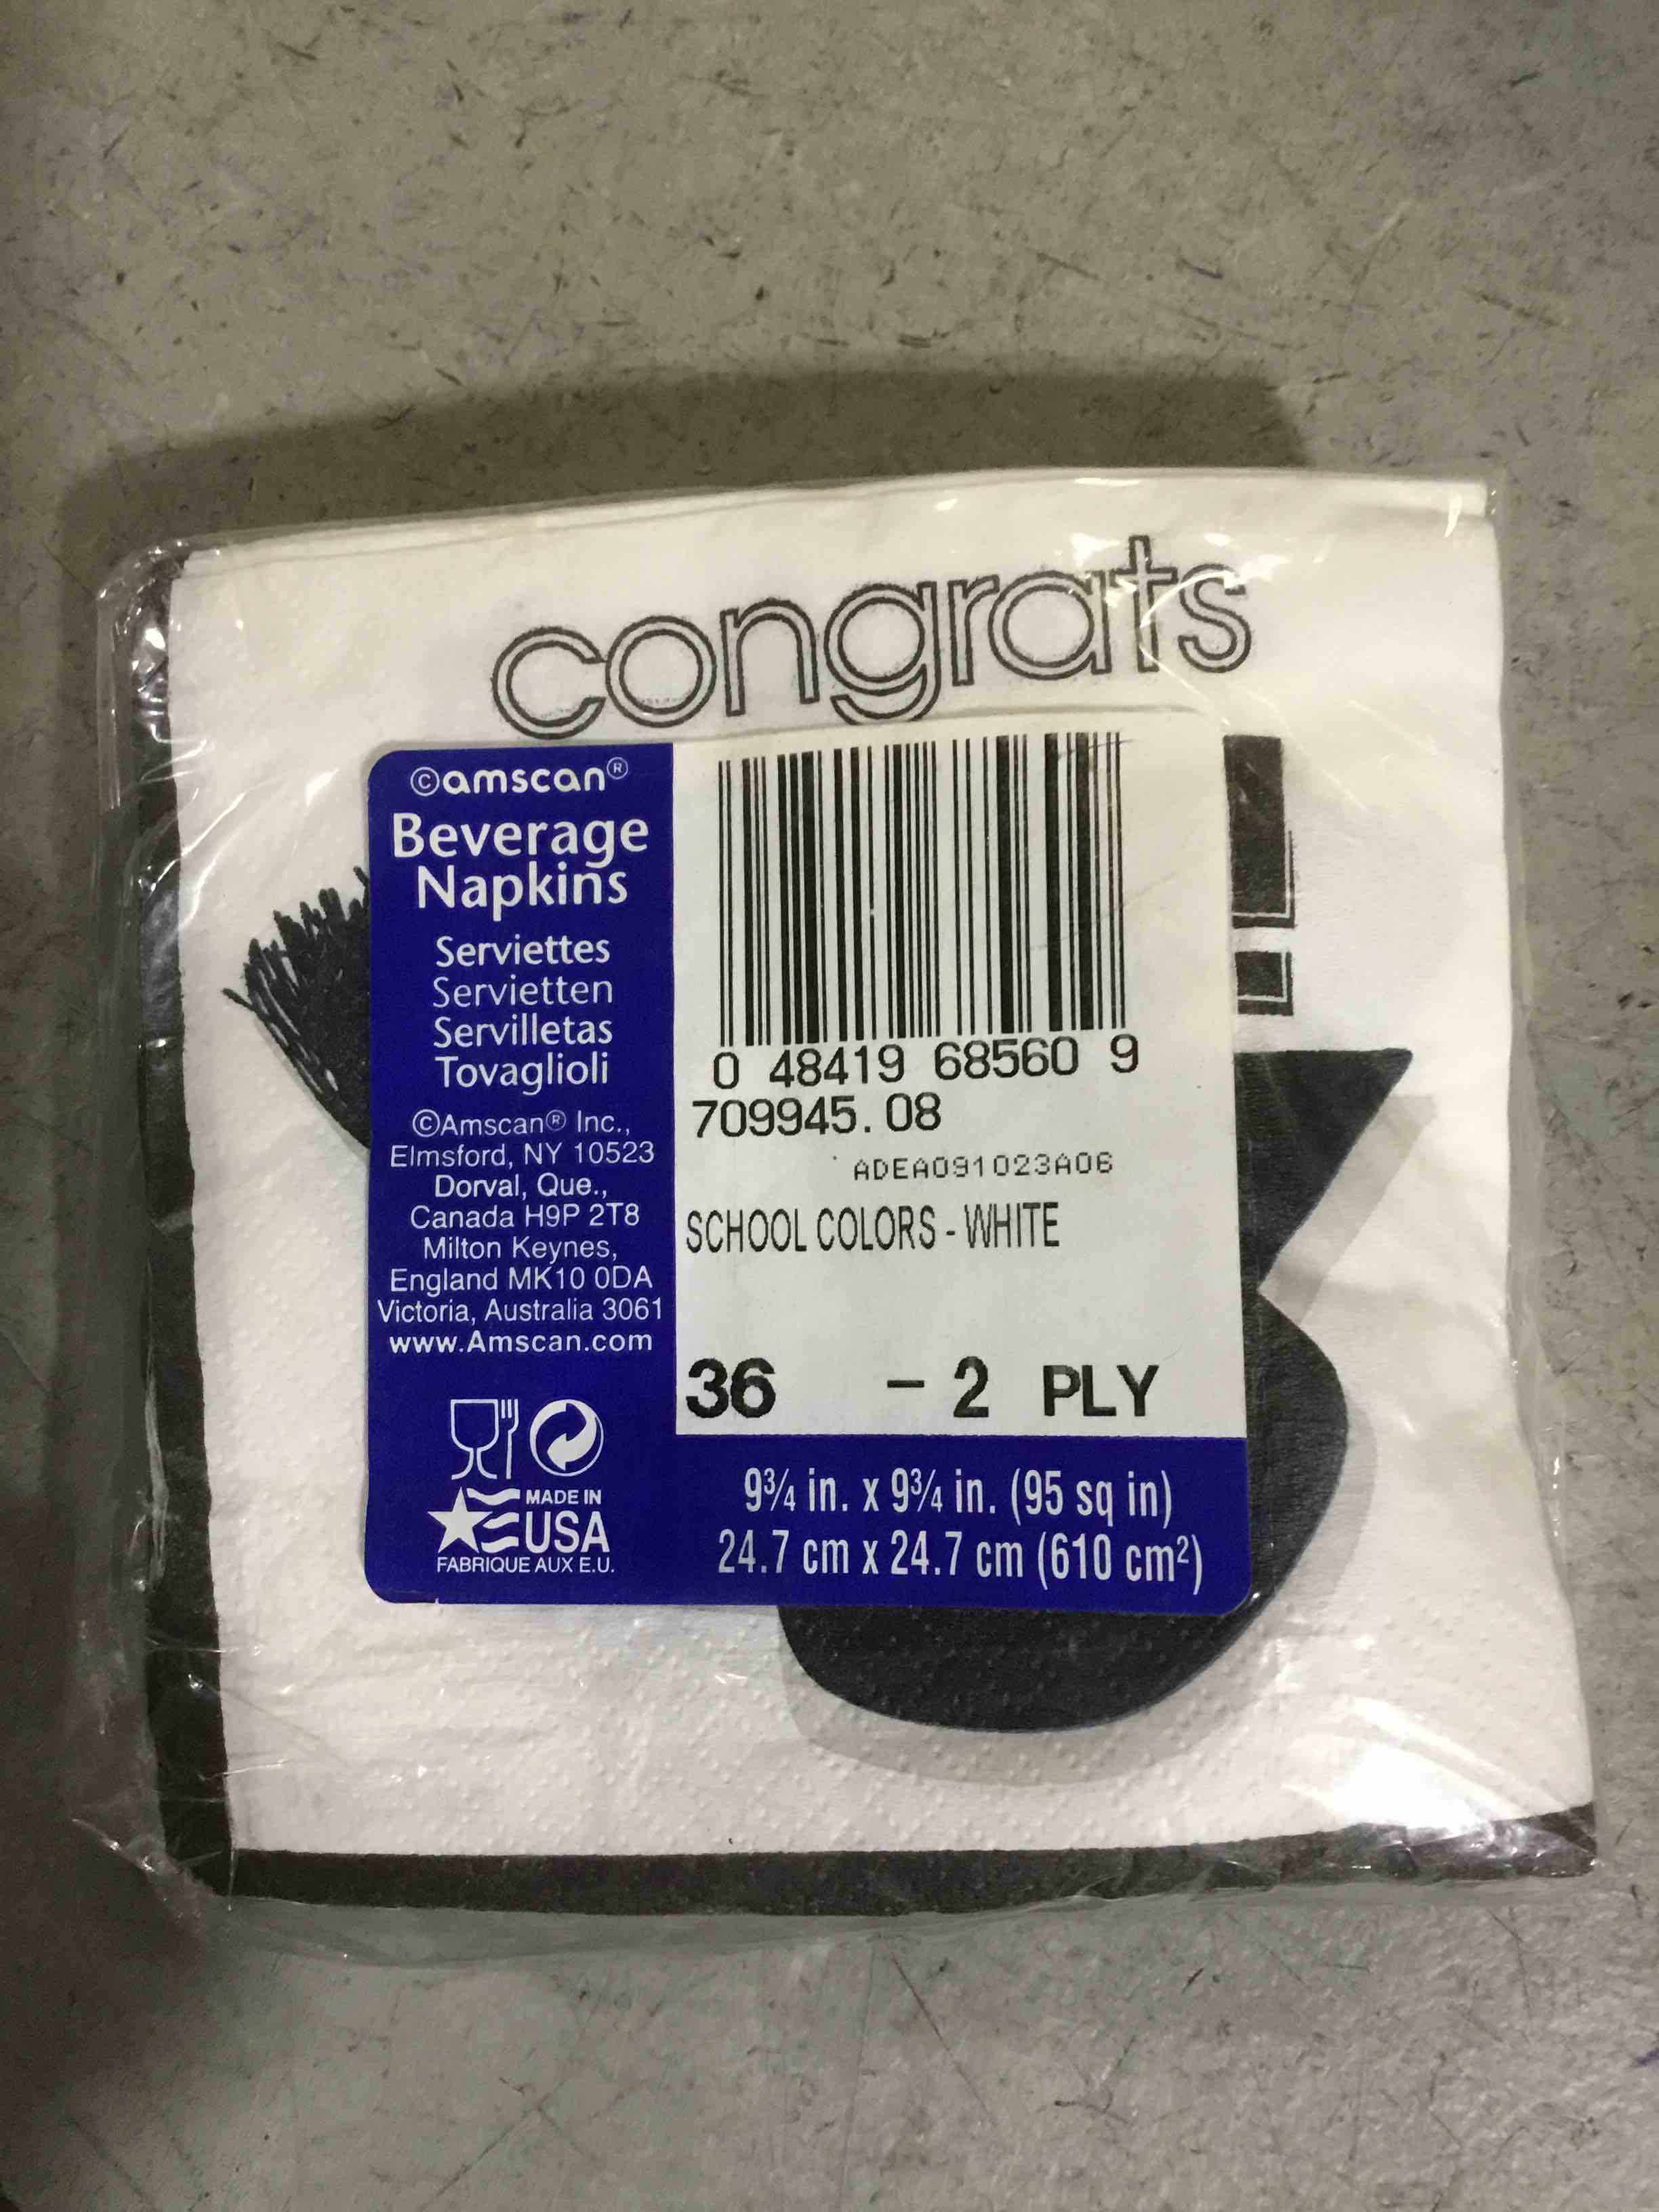 congrats
©amscan®
Beverage
Napkins
Serviettes
Servietten
Servilletas
Tovaglioli
©Amscan® Inc.,
Elmsford, NY 10523
Dorval, Que.,
Canada H9P 2T8
Milton Keynes,
England MK10 0DA
Victoria, Australia 3061
www.Amscan.com
MADE IN
USA
FABRIQUE AUX E.U.
0 48419 68560 9
709945.08
ADEA091023A06
SCHOOL COLORS - WHITE
36 - 2 PLY
9¾ in. x 9¾ in. (95 sq in)
24.7 cm x 24.7 cm (610 cm²)